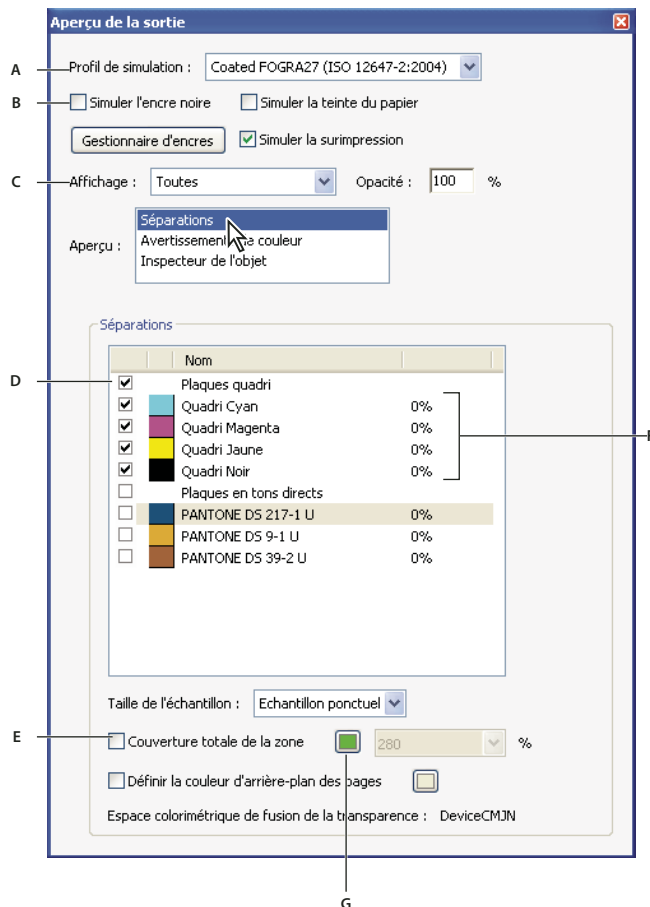 Aperçu de la sortie
A Profil de simulation : Coated FOGRA27 (ISO 12647-2:2004)
B Simuler l'encre noire Simuler la teinte du papier
Gestionnaire d'encres Simuler la surimpression
C Affichage : Toutes Opacité : 100 %
Séparations
Aperçu : Avertissement couleur
Inspecteur de l'objet
Séparations
Nom
D Plaques quadri
Quadri Cyan 0%
Quadri Magenta 0%
Quadri Jaune 0%
Quadri Noir 0%
Plaques en tons directs
PANTONE DS 217-1 U 0%
PANTONE DS 9-1 U 0%
PANTONE DS 39-2 U 0%
Taille de l'échantillon : Echantillon ponctuel
E Couverture totale de la zone 280 %
Définir la couleur d'arrière-plan des pages
Espace colorimétrique de fusion de la transparence : DeviceCMJN
G